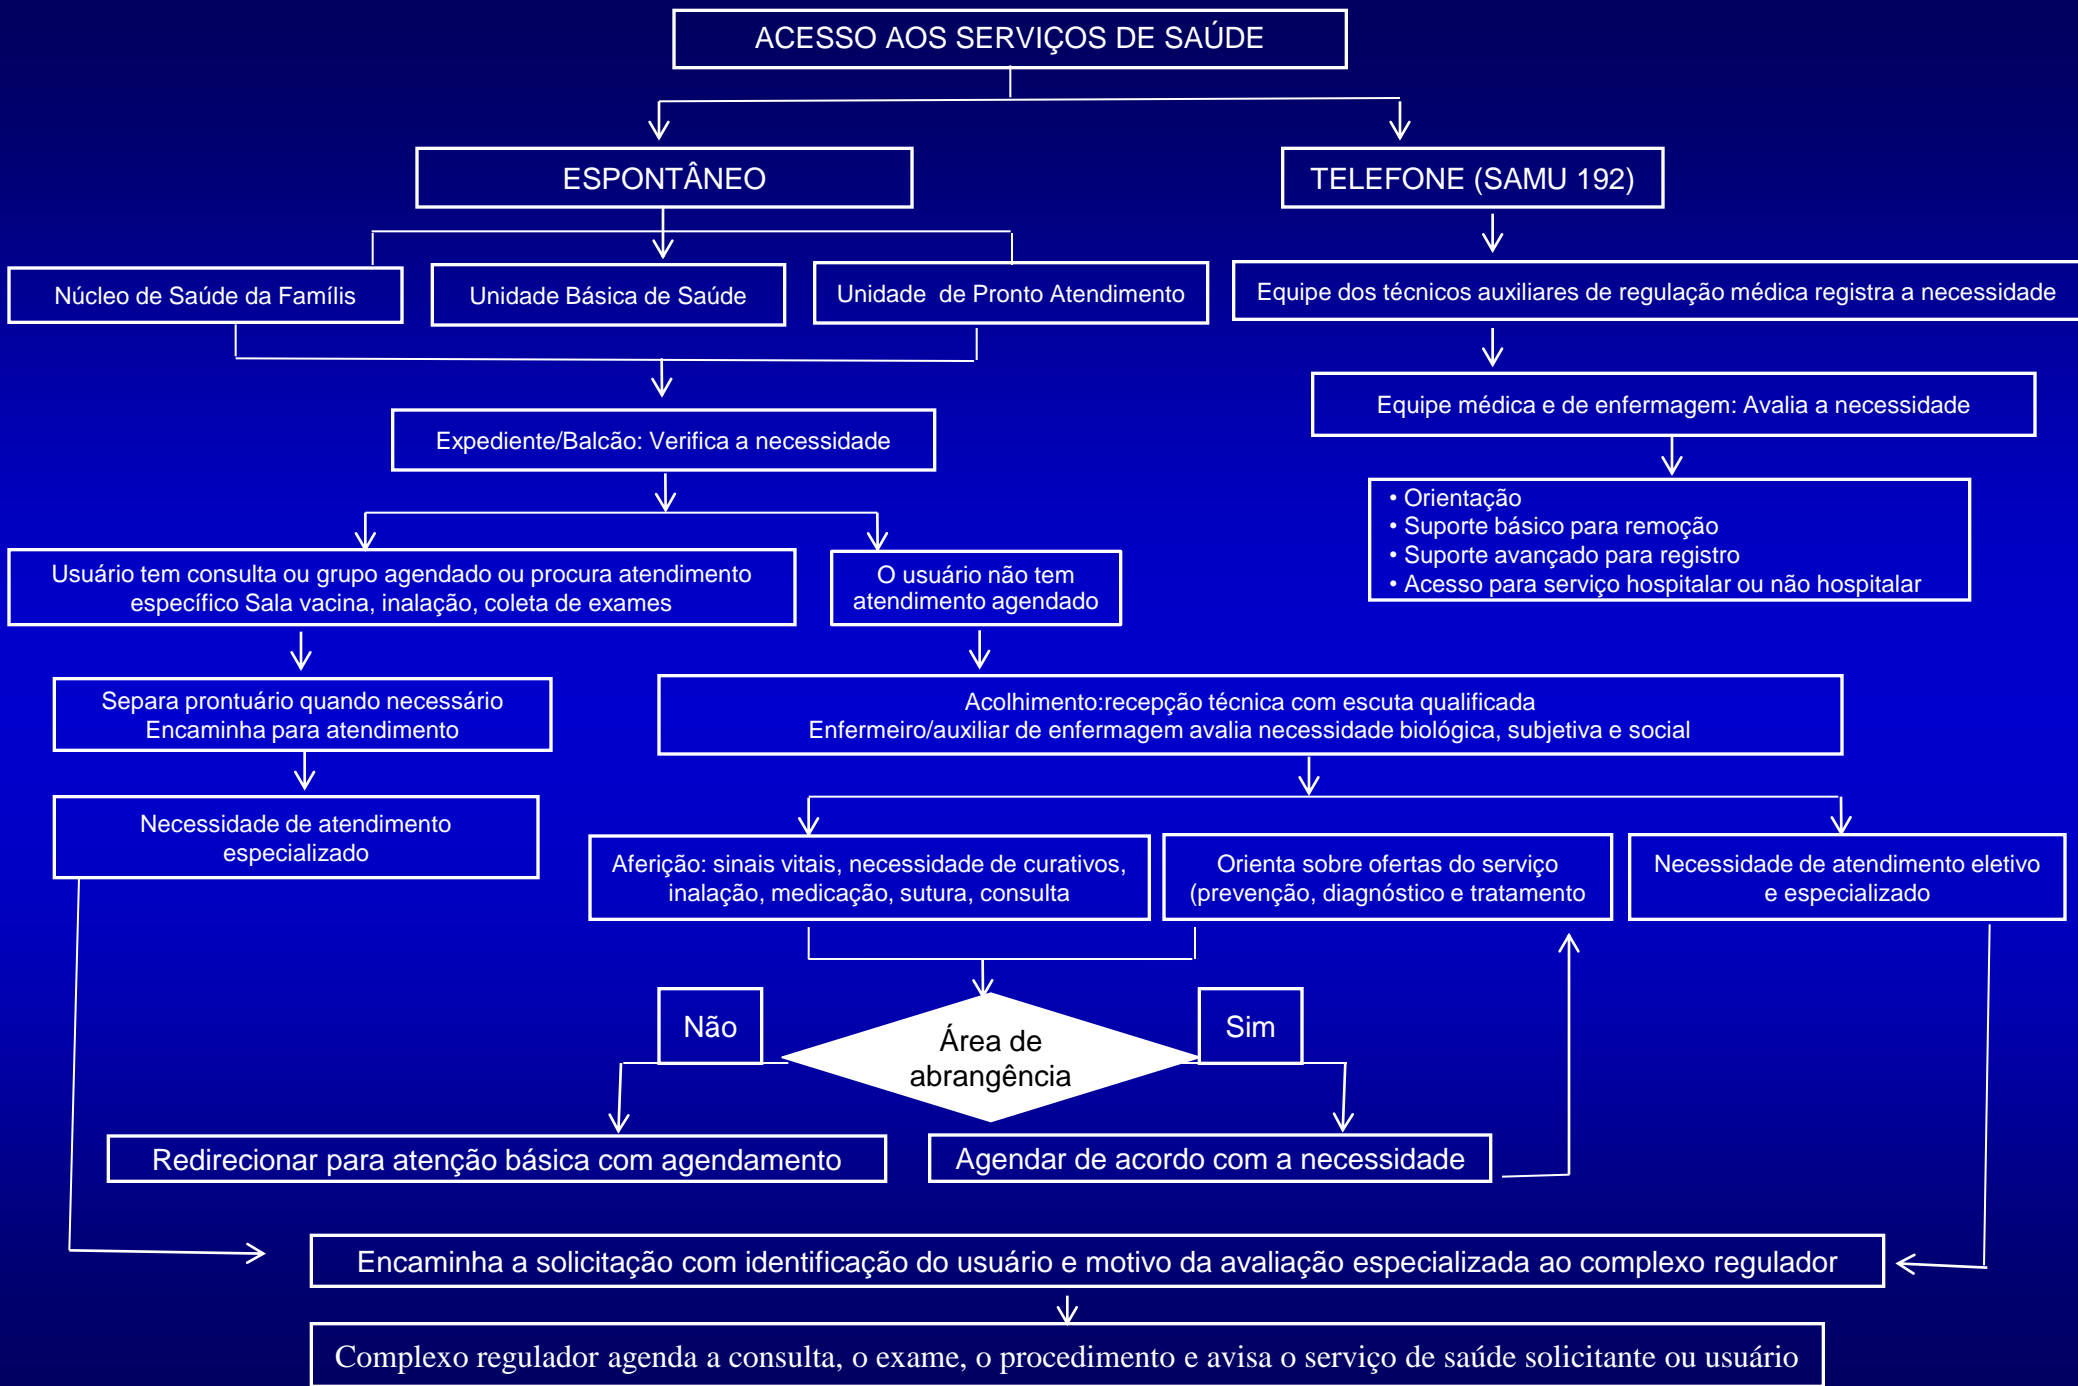 ACESSO AOS SERVIÇOS DE SAÚDE
ESPONTÂNEO
TELEFONE (SAMU 192)
Núcleo de Saúde da Famílis
Unidade Básica de Saúde
Unidade de Pronto Atendimento
Equipe dos técnicos auxiliares de regulação médica registra a necessidade
Equipe médica e de enfermagem: Avalia a necessidade
Expediente/Balcão: Verifica a necessidade
• Orientação
• Suporte básico para remoção
• Suporte avançado para registro
• Acesso para serviço hospitalar ou não hospitalar
Usuário tem consulta ou grupo agendado ou procura atendimento
específico Sala vacina, inalação, coleta de exames
O usuário não tem
atendimento agendado
Separa prontuário quando necessário
Encaminha para atendimento
Acolhimento:recepção técnica com escuta qualificada
Enfermeiro/auxiliar de enfermagem avalia necessidade biológica, subjetiva e social
Necessidade de atendimento
especializado
Aferição: sinais vitais, necessidade de curativos,
inalação, medicação, sutura, consulta
Orienta sobre ofertas do serviço
(prevenção, diagnóstico e tratamento
Necessidade de atendimento eletivo
e especializado
Não
Área de
abrangência
Sim
Redirecionar para atenção básica com agendamento
Agendar de acordo com a necessidade
Encaminha a solicitação com identificação do usuário e motivo da avaliação especializada ao complexo regulador
Complexo regulador agenda a consulta, o exame, o procedimento e avisa o serviço de saúde solicitante ou usuário